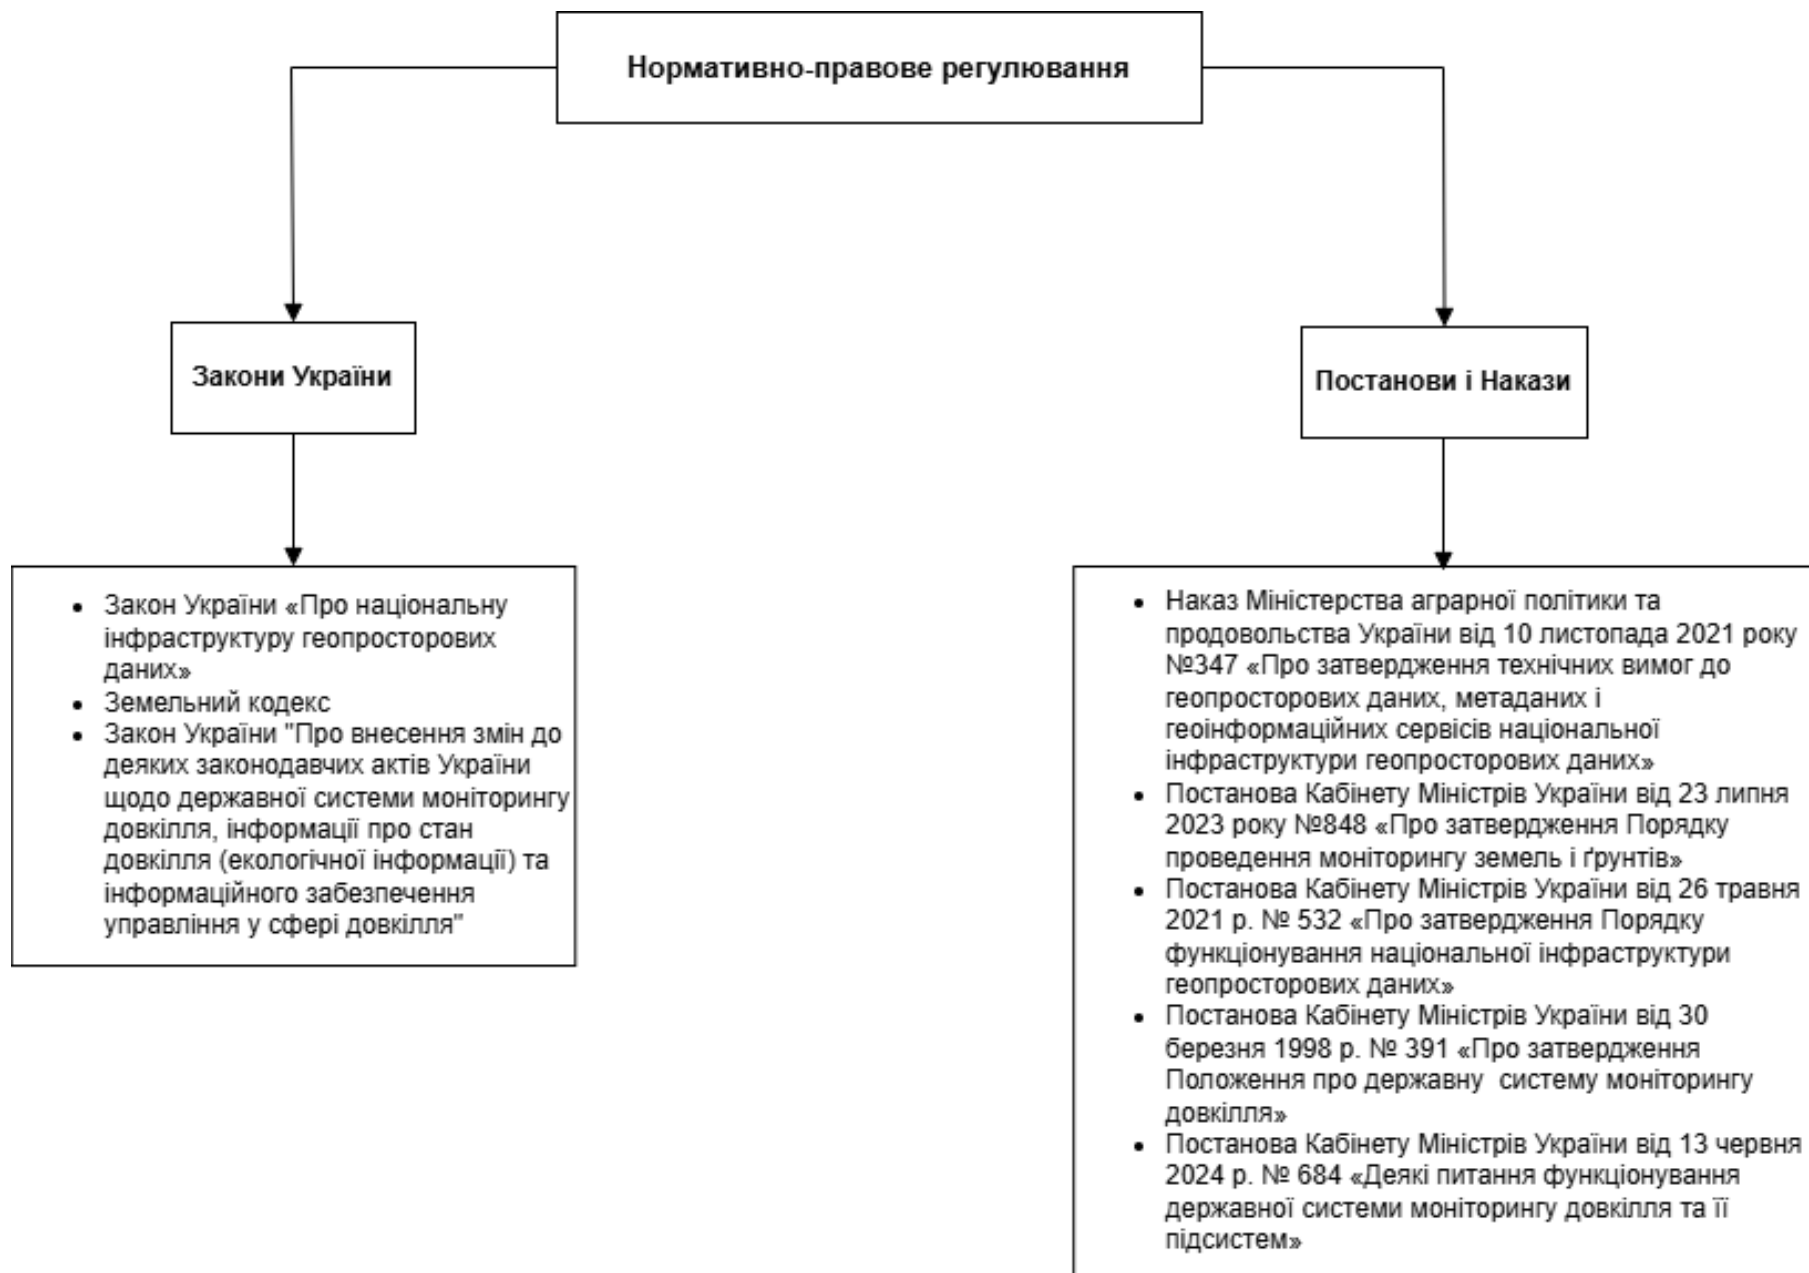 Нормативно-правове регулювання
Закони України
Постанови і Накази
• Закон України «Про національну
інфраструктуру геопросторових
даних»
• Земельний кодекс
• Закон України "Про внесення змін до
деяких законодавчих актів України
щодо державної системи моніторингу
довкілля, інформації про стан
довкілля (екологічної інформації) та
інформаційного забезпечення
управління у сфері довкілля"
• Наказ Міністерства аграрної політики та
продовольства України від 10 листопада 2021 року
№347 «Про затвердження технічних вимог до
геопросторових даних, метаданих і
геоінформаційних сервісів національної
інфраструктури геопросторових даних»
• Постанова Кабінету Міністрів України від 23 липня
2023 року №848 «Про затвердження Порядку
проведення моніторингу земель і ґрунтів»
• Постанова Кабінету Міністрів України від 26 травня
2021 р. № 532 «Про затвердження Порядку
функціонування національної інфраструктури
геопросторових даних»
• Постанова Кабінету Міністрів України від 30
березня 1998 р. № 391 «Про затвердження
Положення про державну  систему моніторингу
довкілля»
• Постанова Кабінету Міністрів України від 13 червня
2024 р. № 684 «Деякі питання функціонування
державної системи моніторингу довкілля та її
підсистем»